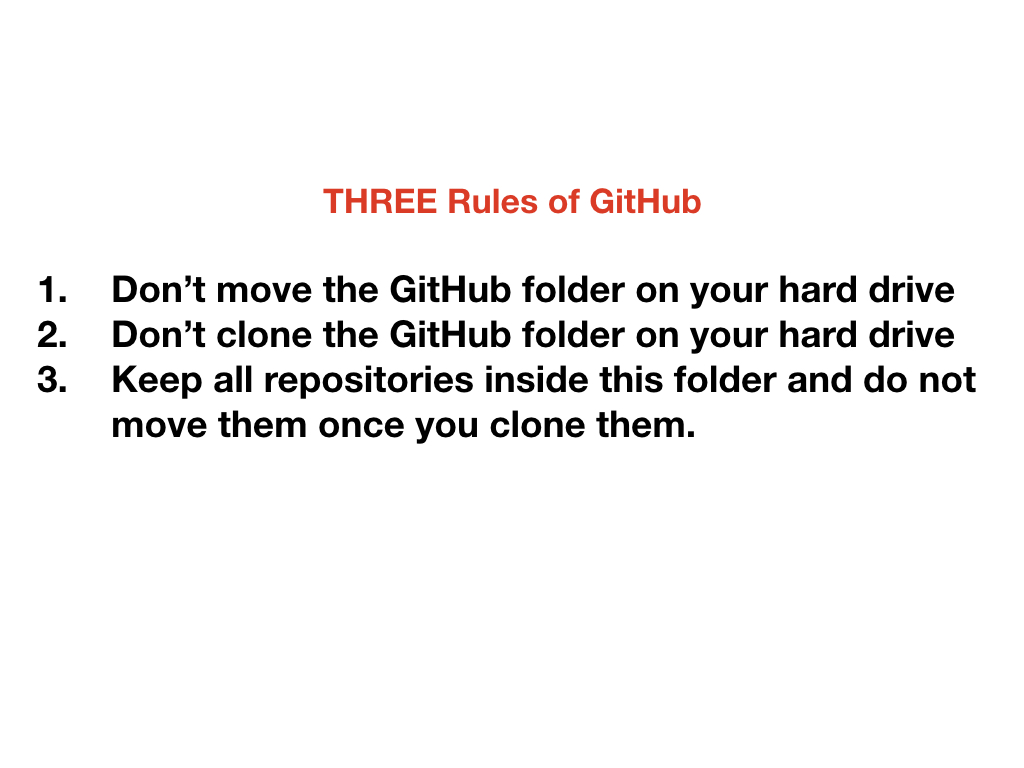 THREE Rules of GitHub
1. Don’t move the GitHub folder on your hard drive
2. Don’t clone the GitHub folder on your hard drive
3. Keep all repositories inside this folder and do not
move them once you clone them.